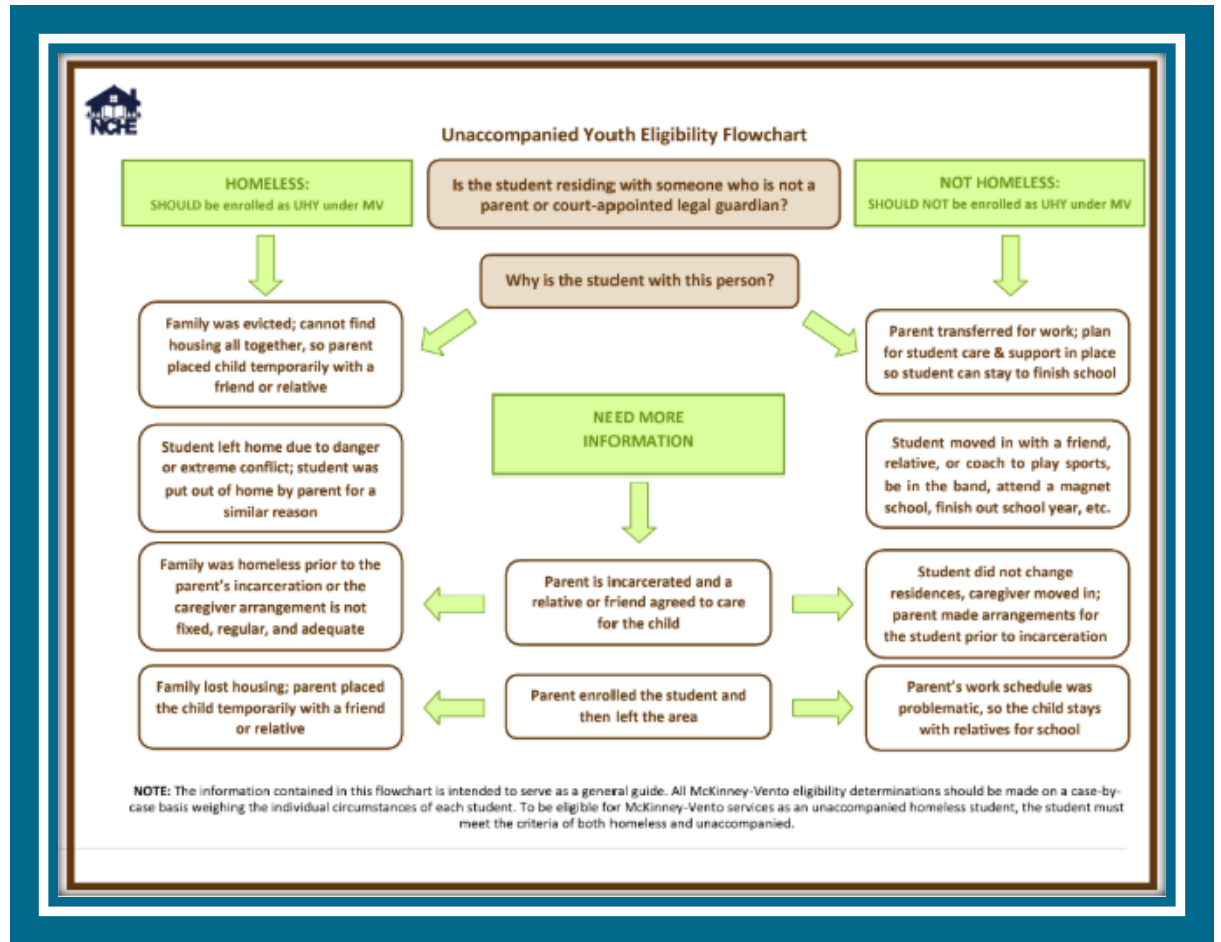 NCHE
Unaccompanied Youth Eligibility Flowchart
HOMELESS:
SHOULD be enrolled as UHY under MV
Is the student residing with someone who is not a
parent or court-appointed legal guardian?
NOT HOMELESS:
SHOULD NOT be enrolled as UHY under MV
Why is the student with this person?
Family was evicted; cannot find
housing all together, so parent
placed child temporarily with a
friend or relative
Parent transferred for work; plan
for student care & support in place
so student can stay to finish school
NEED MORE
INFORMATION
Student left home due to danger
or extreme conflict; student was
put out of home by parent for a
similar reason
Student moved in with a friend,
relative, or coach to play sports,
be in the band, attend a magnet
school, finish out school year, etc.
Family was homeless prior to the
parent's incarceration or the
caregiver arrangement is not
fixed, regular, and adequate
Parent is incarcerated and a
relative or friend agreed to care
for the child
Student did not change
residences, caregiver moved in;
parent made arrangements for
the student prior to incarceration
Family lost housing; parent placed
the child temporarily with a friend
or relative
Parent enrolled the student and
then left the area
Parent's work schedule was
problematic, so the child stays
with relatives for school
NOTE: The information contained in this flowchart is intended to serve as a general guide. All McKinney-Vento eligibility determinations should be made on a case-by-
case basis weighing the individual circumstances of each student. To be eligible for McKinney-Vento services as an unaccompanied homeless student, the student must
meet the criteria of both homeless and unaccompanied.